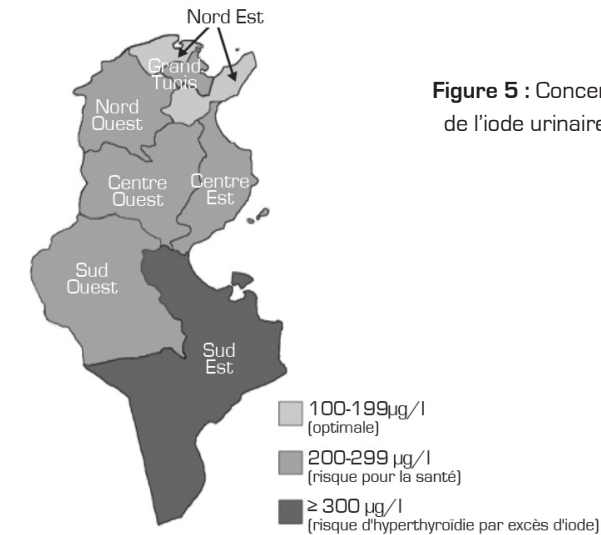 Nord Est
Grand
Tunis
Nord
Ouest
Centre
Ouest
Centre
Est
Sud
Ouest
Sud
Est
Figure 5 : Concen
de l'iode urinaire
100-199µg/l
(optimale)
200-299 µg/l
(risque pour la santé)
≥ 300 µg/l
(risque d'hyperthyroïdie par excès d'iode)